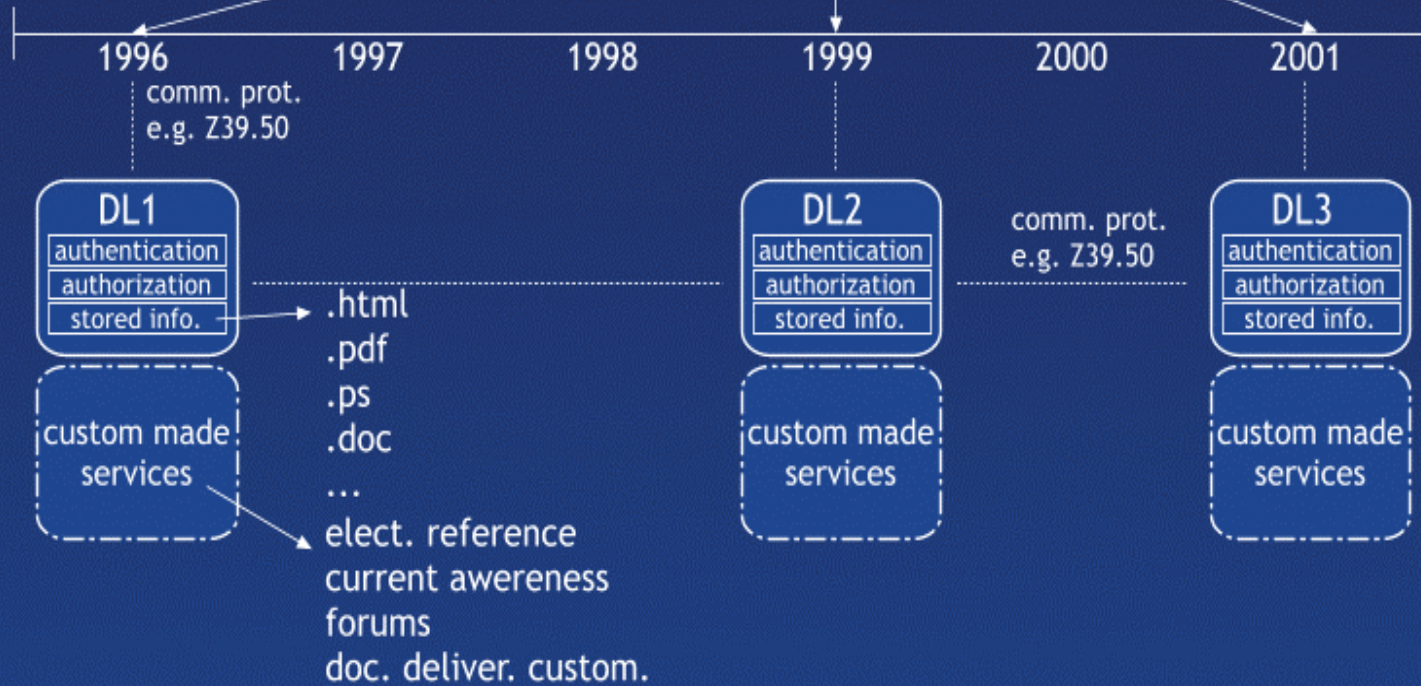 1996 1997 1998 1999 2000 2001
comm. prot.
e.g. Z39.50
DL1
authentication
authorization
stored info.
custom made
services
.html
.pdf
.ps
.doc
...
elect. reference
current awereness
forums
doc. deliver. custom.
DL2
authentication
authorization
stored info.
custom made
services
comm. prot.
e.g. Z39.50
DL3
authentication
authorization
stored info.
custom made
services